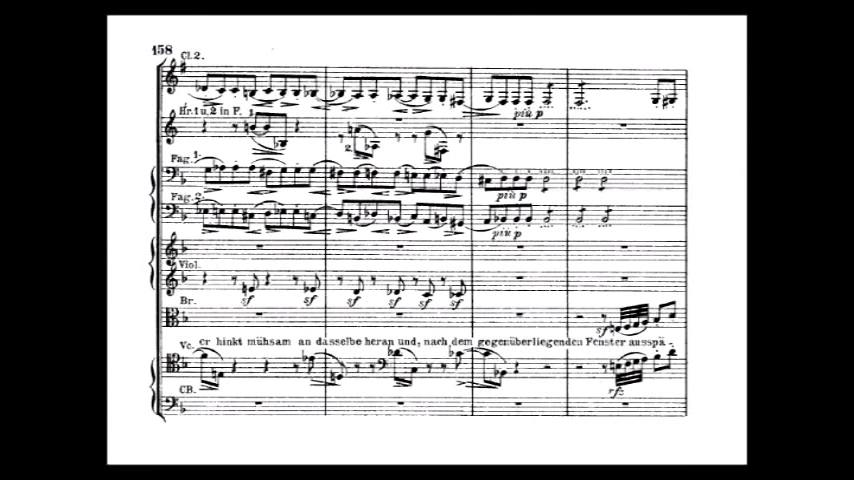 158
Cl. 2.
più p
Hr. 1 u. 2 in F. 1.
2.
Fag. 1.
più p
Fag. 2.
più p
Viol.
sf sf sf sf sf sf
Br.
sf
er hinkt mühsam an dasselbe heran und, nach dem gegenüberliegenden Fenster ausspä-
Vc.
rfz
CB.